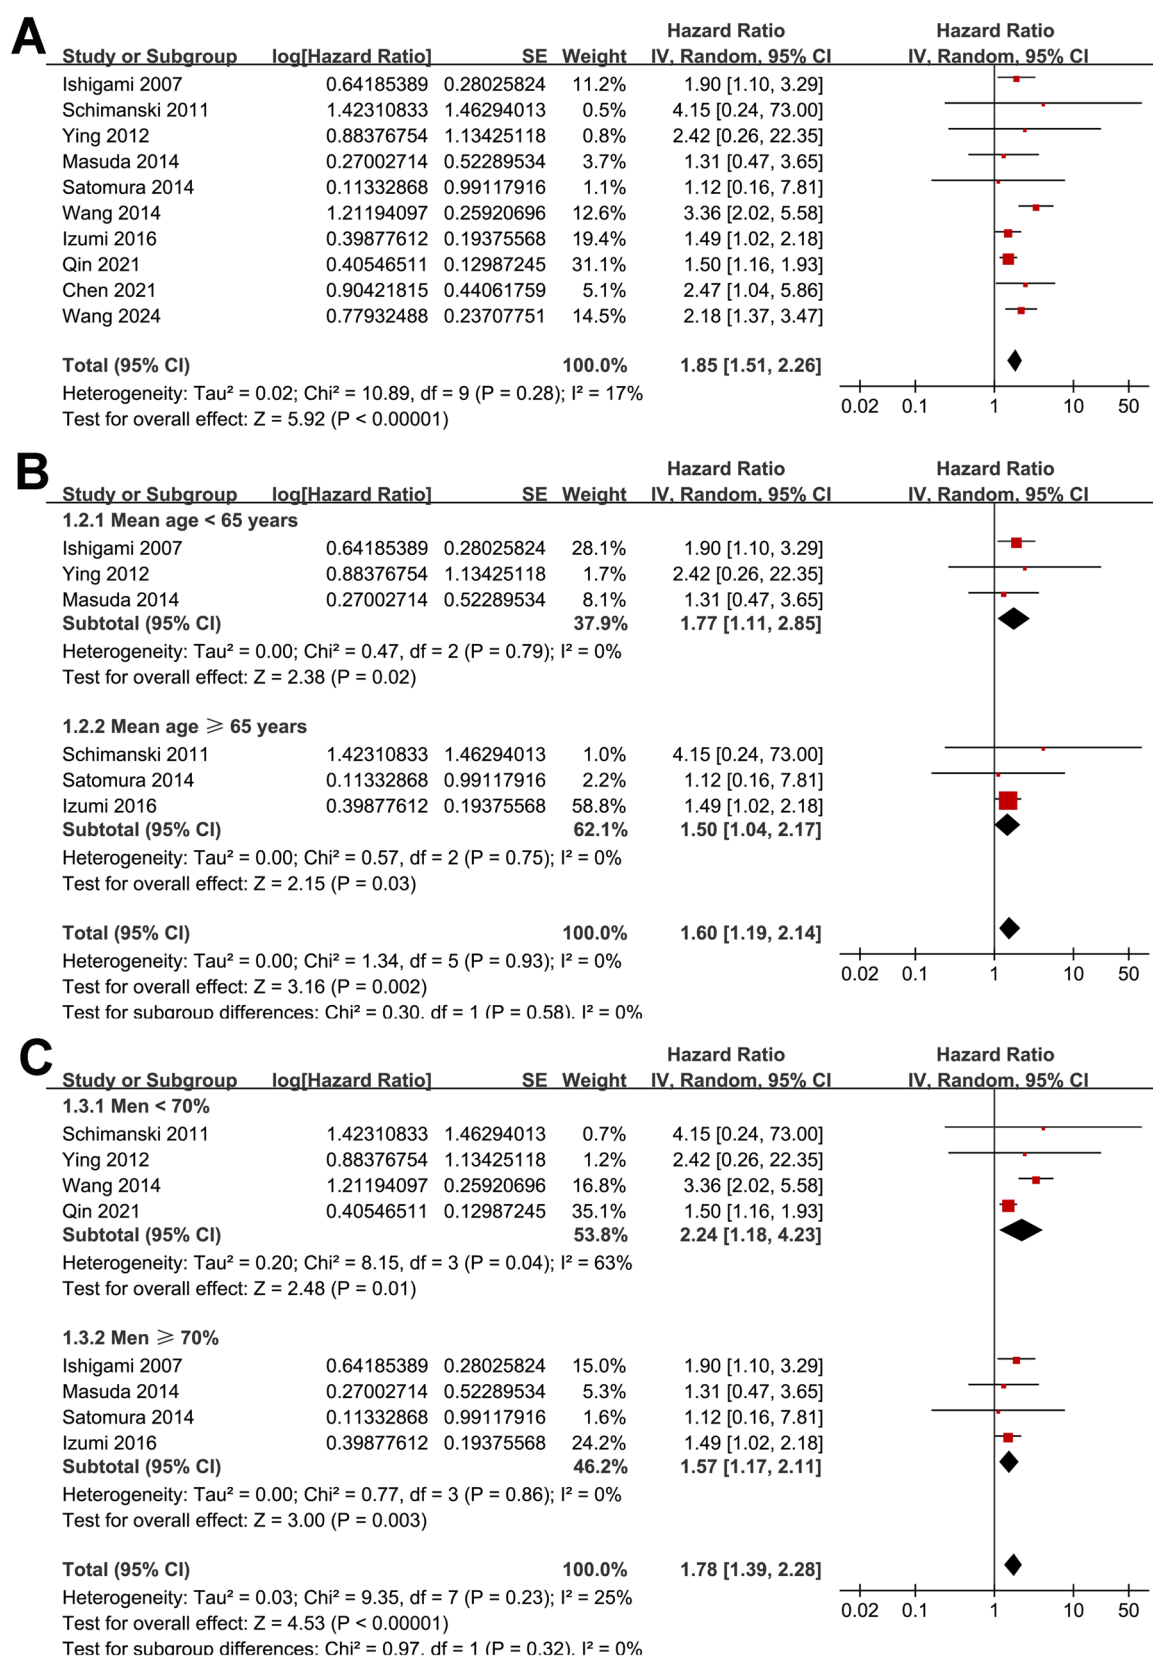 A
Hazard Ratio Hazard Ratio
Study or Subgroup log[Hazard Ratio] SE Weight IV, Random, 95% CI IV, Random, 95% CI
Ishigami 2007 0.64185389 0.28025824 11.2% 1.90 [1.10, 3.29]
Schimanski 2011 1.42310833 1.46294013 0.5% 4.15 [0.24, 73.00]
Ying 2012 0.88376754 1.13425118 0.8% 2.42 [0.26, 22.35]
Masuda 2014 0.27002714 0.52289534 3.7% 1.31 [0.47, 3.65]
Satomura 2014 0.11332868 0.99117916 1.1% 1.12 [0.16, 7.81]
Wang 2014 1.21194097 0.25920696 12.6% 3.36 [2.02, 5.58]
Izumi 2016 0.39877612 0.19375568 19.4% 1.49 [1.02, 2.18]
Qin 2021 0.40546511 0.12987245 31.1% 1.50 [1.16, 1.93]
Chen 2021 0.90421815 0.44061759 5.1% 2.47 [1.04, 5.86]
Wang 2024 0.77932488 0.23707751 14.5% 2.18 [1.37, 3.47]
Total (95% CI) 100.0% 1.85 [1.51, 2.26]
Heterogeneity: Tau² = 0.02; Chi² = 10.89, df = 9 (P = 0.28); I² = 17%
Test for overall effect: Z = 5.92 (P < 0.00001)
0.02 0.1 1 10 50
B
Hazard Ratio Hazard Ratio
Study or Subgroup log[Hazard Ratio] SE Weight IV, Random, 95% CI IV, Random, 95% CI
1.2.1 Mean age < 65 years
Ishigami 2007 0.64185389 0.28025824 28.1% 1.90 [1.10, 3.29]
Ying 2012 0.88376754 1.13425118 1.7% 2.42 [0.26, 22.35]
Masuda 2014 0.27002714 0.52289534 8.1% 1.31 [0.47, 3.65]
Subtotal (95% CI) 37.9% 1.77 [1.11, 2.85]
Heterogeneity: Tau² = 0.00; Chi² = 0.47, df = 2 (P = 0.79); I² = 0%
Test for overall effect: Z = 2.38 (P = 0.02)
1.2.2 Mean age ⩾ 65 years
Schimanski 2011 1.42310833 1.46294013 1.0% 4.15 [0.24, 73.00]
Satomura 2014 0.11332868 0.99117916 2.2% 1.12 [0.16, 7.81]
Izumi 2016 0.39877612 0.19375568 58.8% 1.49 [1.02, 2.18]
Subtotal (95% CI) 62.1% 1.50 [1.04, 2.17]
Heterogeneity: Tau² = 0.00; Chi² = 0.57, df = 2 (P = 0.75); I² = 0%
Test for overall effect: Z = 2.15 (P = 0.03)
Total (95% CI) 100.0% 1.60 [1.19, 2.14]
Heterogeneity: Tau² = 0.00; Chi² = 1.34, df = 5 (P = 0.93); I² = 0%
Test for overall effect: Z = 3.16 (P = 0.002)
0.02 0.1 1 10 50
Test for subgroup differences: Chi² = 0.30, df = 1 (P = 0.58), I² = 0%
C
Hazard Ratio Hazard Ratio
Study or Subgroup log[Hazard Ratio] SE Weight IV, Random, 95% CI IV, Random, 95% CI
1.3.1 Men < 70%
Schimanski 2011 1.42310833 1.46294013 0.7% 4.15 [0.24, 73.00]
Ying 2012 0.88376754 1.13425118 1.2% 2.42 [0.26, 22.35]
Wang 2014 1.21194097 0.25920696 16.8% 3.36 [2.02, 5.58]
Qin 2021 0.40546511 0.12987245 35.1% 1.50 [1.16, 1.93]
Subtotal (95% CI) 53.8% 2.24 [1.18, 4.23]
Heterogeneity: Tau² = 0.20; Chi² = 8.15, df = 3 (P = 0.04); I² = 63%
Test for overall effect: Z = 2.48 (P = 0.01)
1.3.2 Men ⩾ 70%
Ishigami 2007 0.64185389 0.28025824 15.0% 1.90 [1.10, 3.29]
Masuda 2014 0.27002714 0.52289534 5.3% 1.31 [0.47, 3.65]
Satomura 2014 0.11332868 0.99117916 1.6% 1.12 [0.16, 7.81]
Izumi 2016 0.39877612 0.19375568 24.2% 1.49 [1.02, 2.18]
Subtotal (95% CI) 46.2% 1.57 [1.17, 2.11]
Heterogeneity: Tau² = 0.00; Chi² = 0.77, df = 3 (P = 0.86); I² = 0%
Test for overall effect: Z = 3.00 (P = 0.003)
Total (95% CI) 100.0% 1.78 [1.39, 2.28]
Heterogeneity: Tau² = 0.03; Chi² = 9.35, df = 7 (P = 0.23); I² = 25%
Test for overall effect: Z = 4.53 (P < 0.00001)
0.02 0.1 1 10 50
Test for subgroup differences: Chi² = 0.97, df = 1 (P = 0.32), I² = 0%